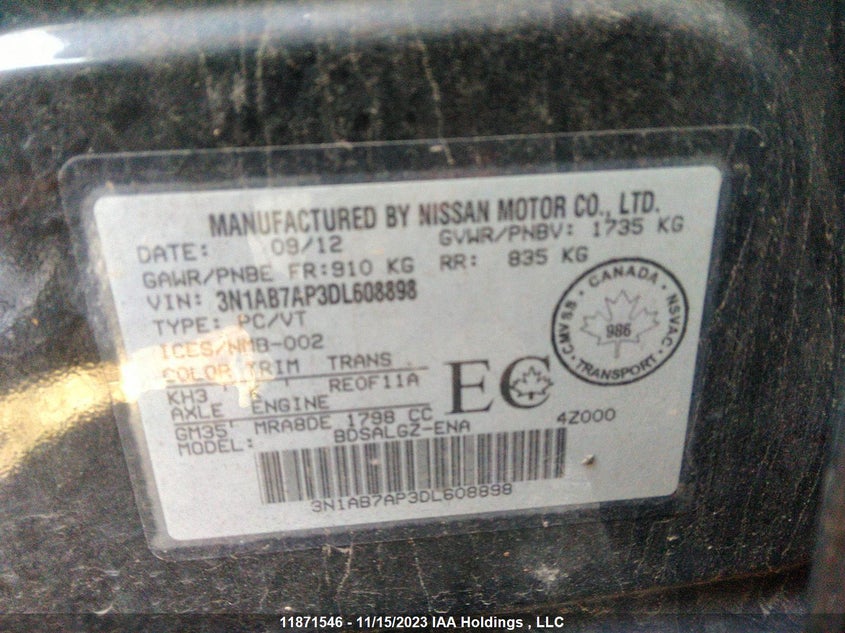 MANUFACTURED BY NISSAN MOTOR CO., LTD.
DATE: 09/12 GVWR/PNBV: 1735 KG
GAWR/PNBE FR:910 KG RR: 835 KG
VIN: 3N1AB7AP3DL608898
TYPE: PC/VT
ICES/NMB-002
COLOR TRIM TRANS
KH3 K RE0F11A
AXLE ENGINE
GM35 MRA8DE 1798 CC
MODEL: BDSALGZ-ENA 4Z000
EC
CANADA
CMVSS NSVAC
986
TRANSPORT
3N1AB7AP3DL608898
11871546 - 11/15/2023 IAA Holdings , LLC